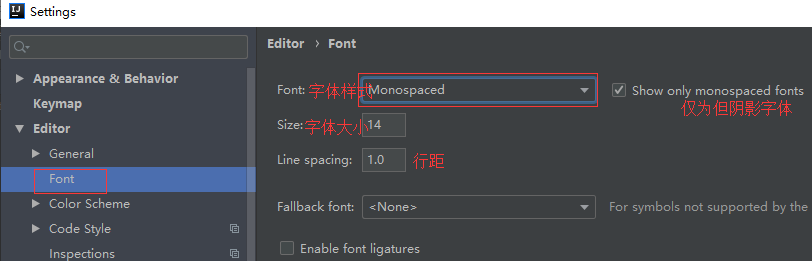 IJ Settings
Editor › Font
Appearance & Behavior
Font: 字体样式 Monospaced Show only monospaced fonts
Keymap
仅为但阴影字体
Editor
Size: 字体大小 14
General
Line spacing: 1.0 行距
Font
Color Scheme
Fallback font: <None> For symbols not supported by the
Code Style
Inspections
Enable font ligatures